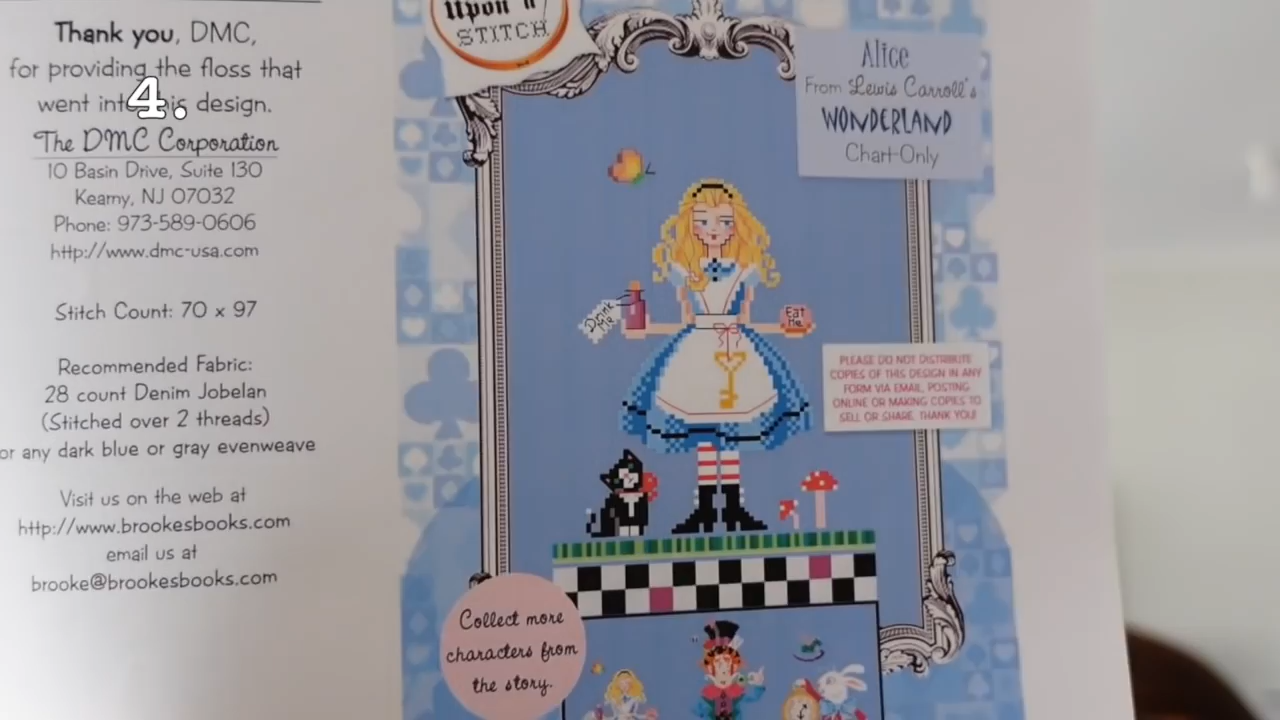 Thank you, DMC,
for providing the floss that
went into this design.
4.
The DMC Corporation
10 Basin Drive, Suite 130
Kearny, NJ 07032
Phone: 973-589-0606
http://www.dmc-usa.com
Stitch Count: 70 x 97
Recommended Fabric:
28 count Denim Jobelan
(Stitched over 2 threads)
or any dark blue or gray evenweave
Visit us on the web at
http://www.brookesbooks.com
email us at
brooke@brookesbooks.com
Upon a
STITCH
Alice
From Lewis Carroll's
WONDERLAND
Chart-Only
Drink
Me
Eat
Me
PLEASE DO NOT DISTRIBUTE
COPIES OF THIS DESIGN IN ANY
FORM VIA EMAIL, POSTING
ONLINE OR MAKING COPIES TO
SELL OR SHARE. THANK YOU!
Collect more
characters from
the story.